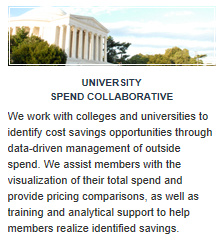 UNIVERSITY
SPEND COLLABORATIVE
We work with colleges and universities to
identify cost savings opportunities through
data-driven management of outside
spend. We assist members with the
visualization of their total spend and
provide pricing comparisons, as well as
training and analytical support to help
members realize identified savings.